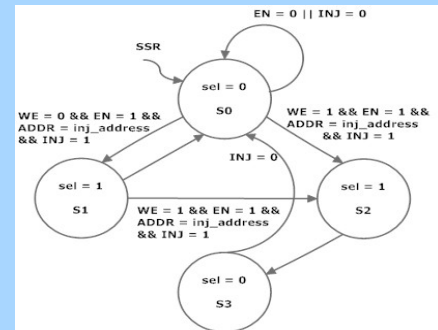 EN = 0 || INJ = 0
SSR
sel = 0
S0
WE = 0 && EN = 1 &&
ADDR = inj_address
&& INJ = 1
WE = 1 && EN = 1 &&
ADDR = inj_address
&& INJ = 1
INJ = 0
sel = 1
S1
sel = 1
S2
WE = 1 && EN = 1 &&
ADDR = inj_address
&& INJ = 1
sel = 0
S3